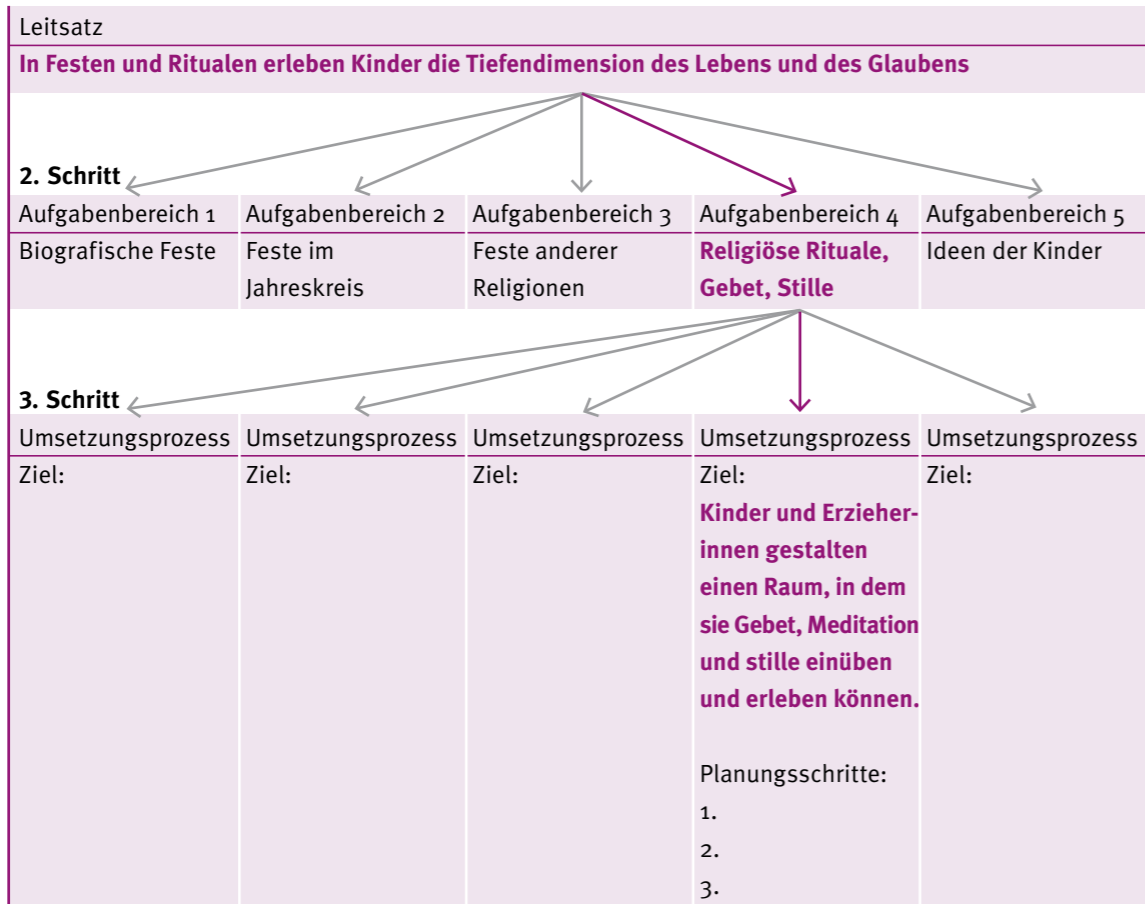 Leitsatz
In Festen und Ritualen erleben Kinder die Tiefendimension des Lebens und des Glaubens
2. Schritt
Aufgabenbereich 1
Aufgabenbereich 2
Aufgabenbereich 3
Aufgabenbereich 4
Aufgabenbereich 5
Biografische Feste
Feste im
Jahreskreis
Feste anderer
Religionen
Religiöse Rituale,
Gebet, Stille
Ideen der Kinder
3. Schritt
Umsetzungsprozess
Umsetzungsprozess
Umsetzungsprozess
Umsetzungsprozess
Umsetzungsprozess
Ziel:
Ziel:
Ziel:
Ziel:
Kinder und Erzieher-
innen gestalten
einen Raum, in dem
sie Gebet, Meditation
und stille einüben
und erleben können.
Planungsschritte:
1.
2.
3.
Ziel: